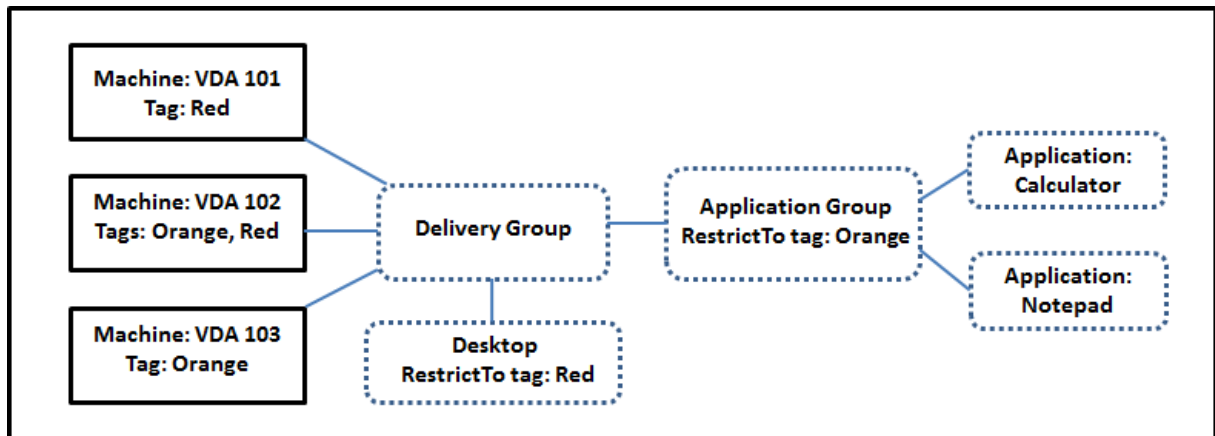 Machine: VDA 101
Tag: Red
Machine: VDA 102
Tags: Orange, Red
Machine: VDA 103
Tag: Orange
Delivery Group
Desktop
RestrictTo tag: Red
Application Group
RestrictTo tag: Orange
Application:
Calculator
Application:
Notepad